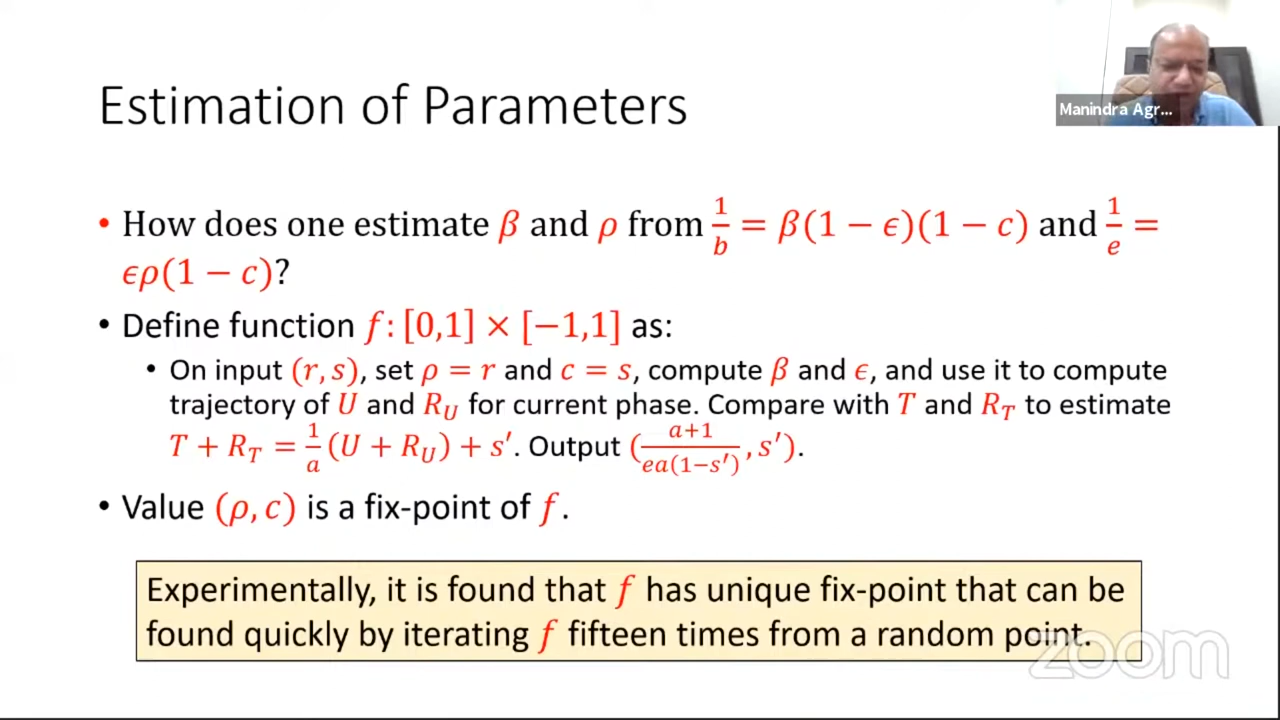 Estimation of Parameters
Manindra Agr...
• How does one estimate β and ρ from 1/b = β(1 − ϵ)(1 − c) and 1/e =
ϵρ(1 − c)?
• Define function f: [0,1] × [−1,1] as:
• On input (r, s), set ρ = r and c = s, compute β and ϵ, and use it to compute
trajectory of U and R_U for current phase. Compare with T and R_T to estimate
T + R_T = 1/a (U + R_U) + s′. Output (a+1/ea(1−s′), s′).
• Value (ρ, c) is a fix-point of f.
Experimentally, it is found that f has unique fix-point that can be
found quickly by iterating f fifteen times from a random point.
zoom